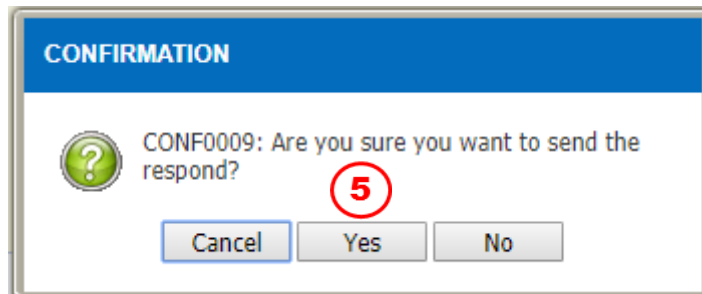 CONFIRMATION
CONF0009: Are you sure you want to send the
respond?
5
Cancel Yes No